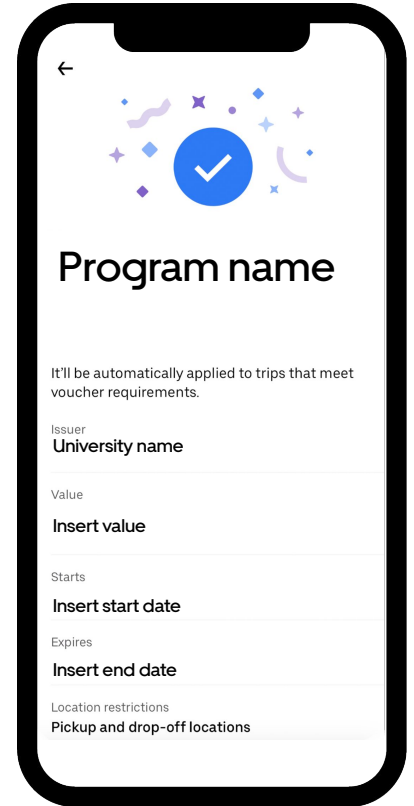 Program name
It'll be automatically applied to trips that meet
voucher requirements.
Issuer
University name
Value
Insert value
Starts
Insert start date
Expires
Insert end date
Location restrictions
Pickup and drop-off locations